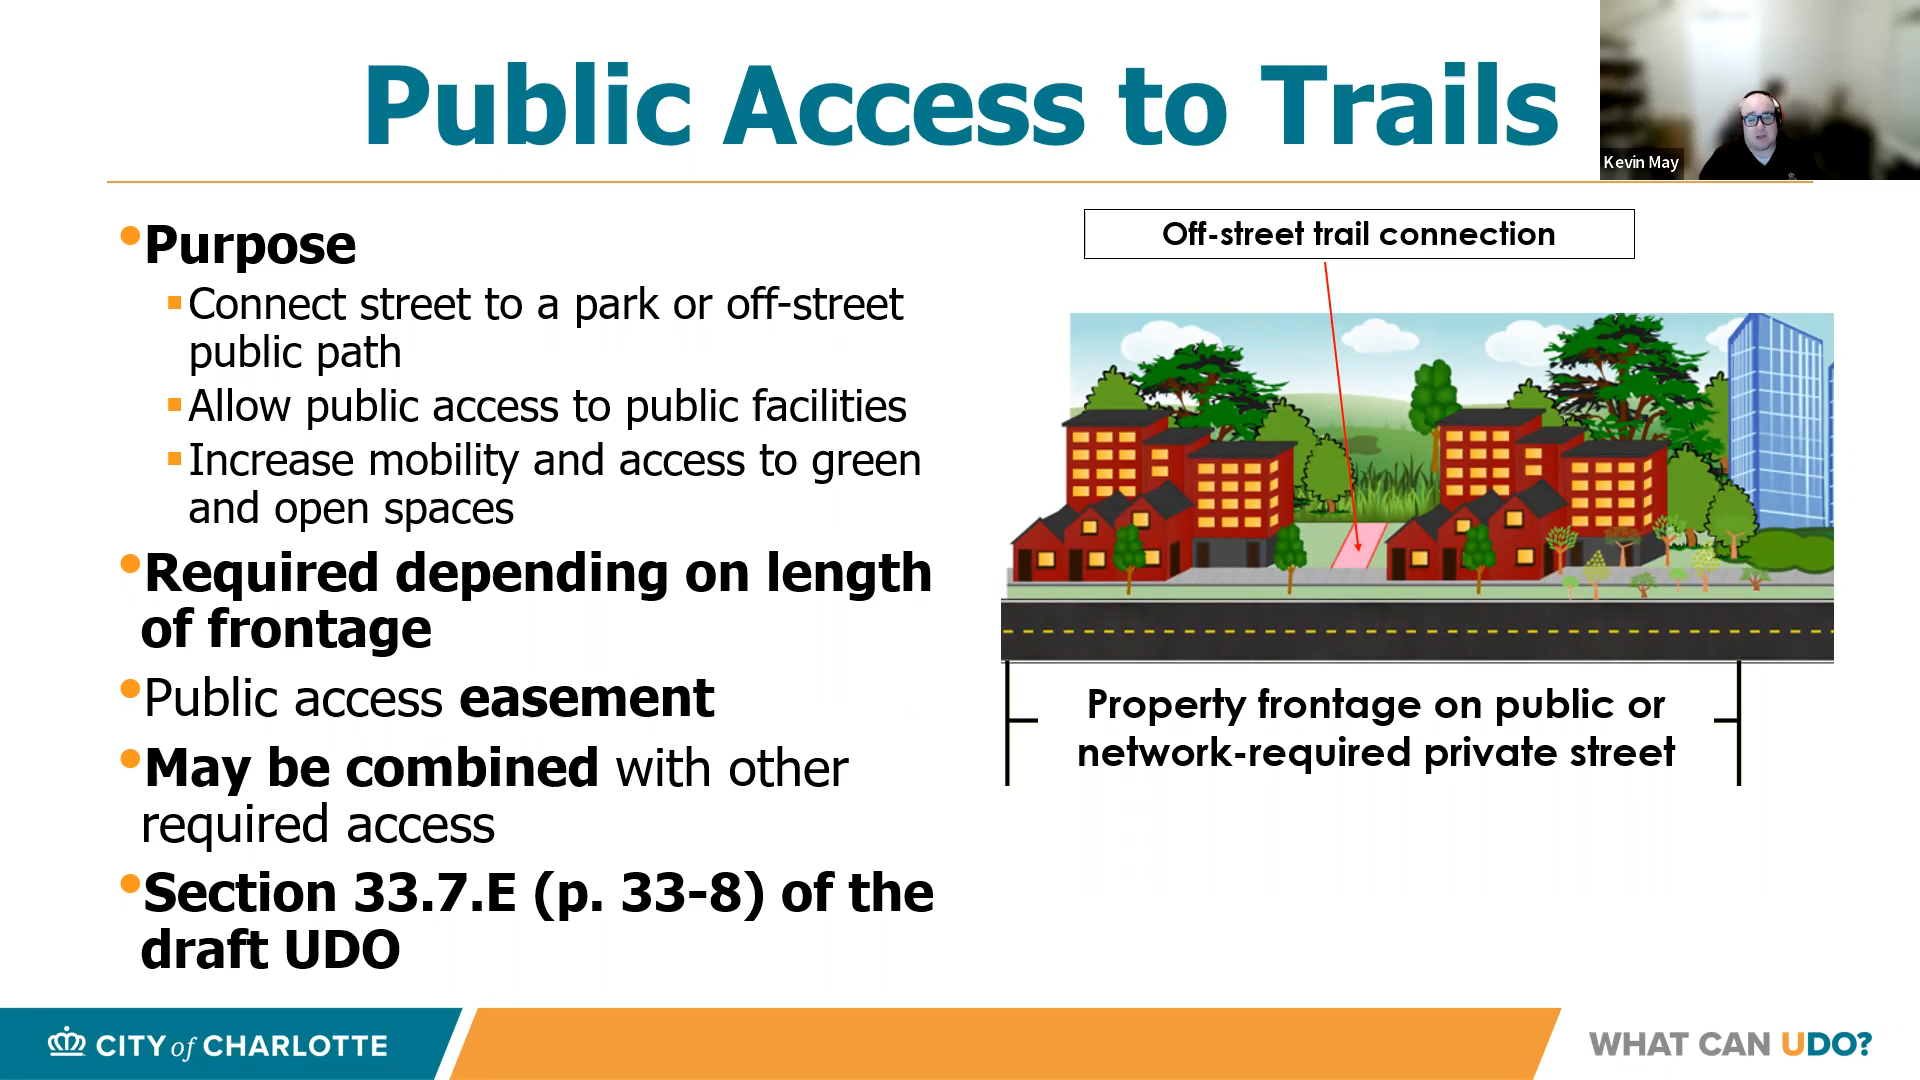 Public Access to Trails
Kevin May
•Purpose
▪Connect street to a park or off-street
public path
▪Allow public access to public facilities
▪Increase mobility and access to green
and open spaces
•Required depending on length
of frontage
•Public access easement
•May be combined with other
required access
•Section 33.7.E (p. 33-8) of the
draft UDO
Off-street trail connection
Property frontage on public or
network-required private street
CITY of CHARLOTTE
WHAT CAN UDO?